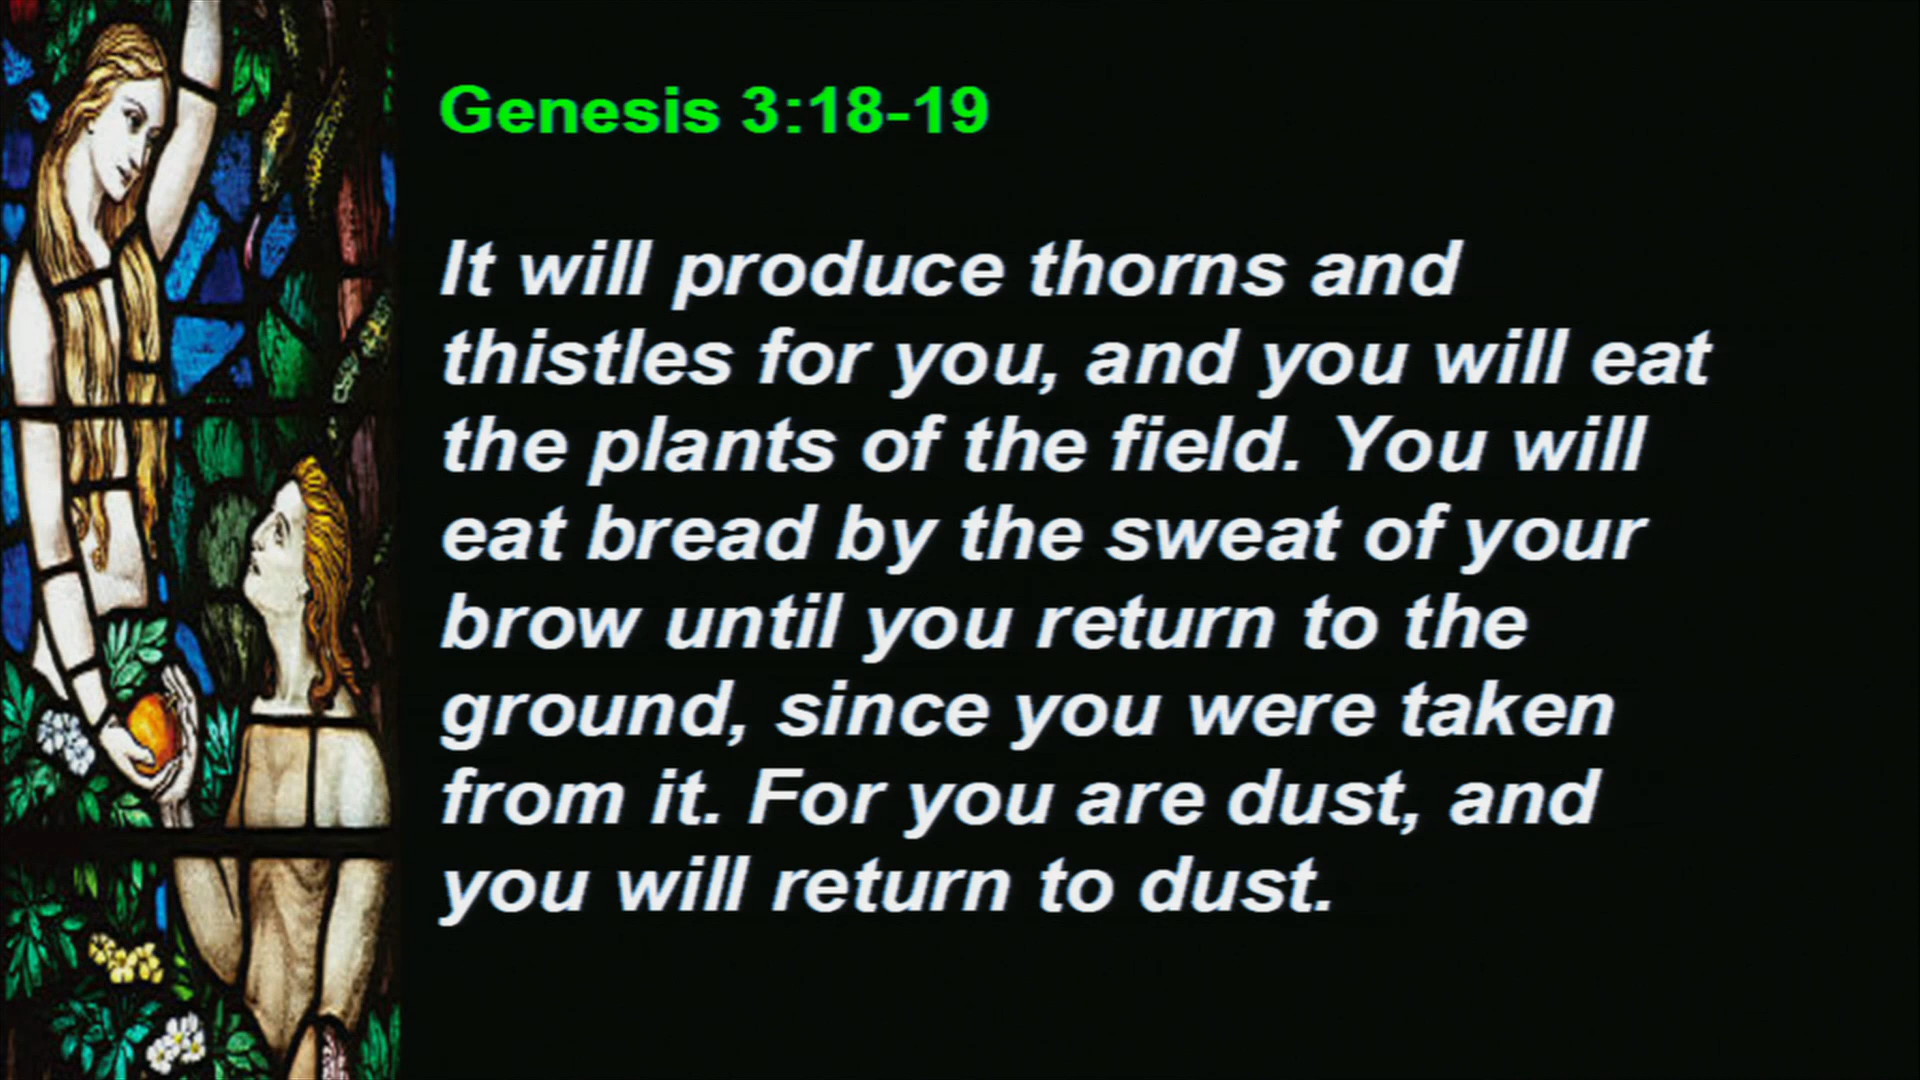 Genesis 3:18-19
It will produce thorns and
thistles for you, and you will eat
the plants of the field. You will
eat bread by the sweat of your
brow until you return to the
ground, since you were taken
from it. For you are dust, and
you will return to dust.